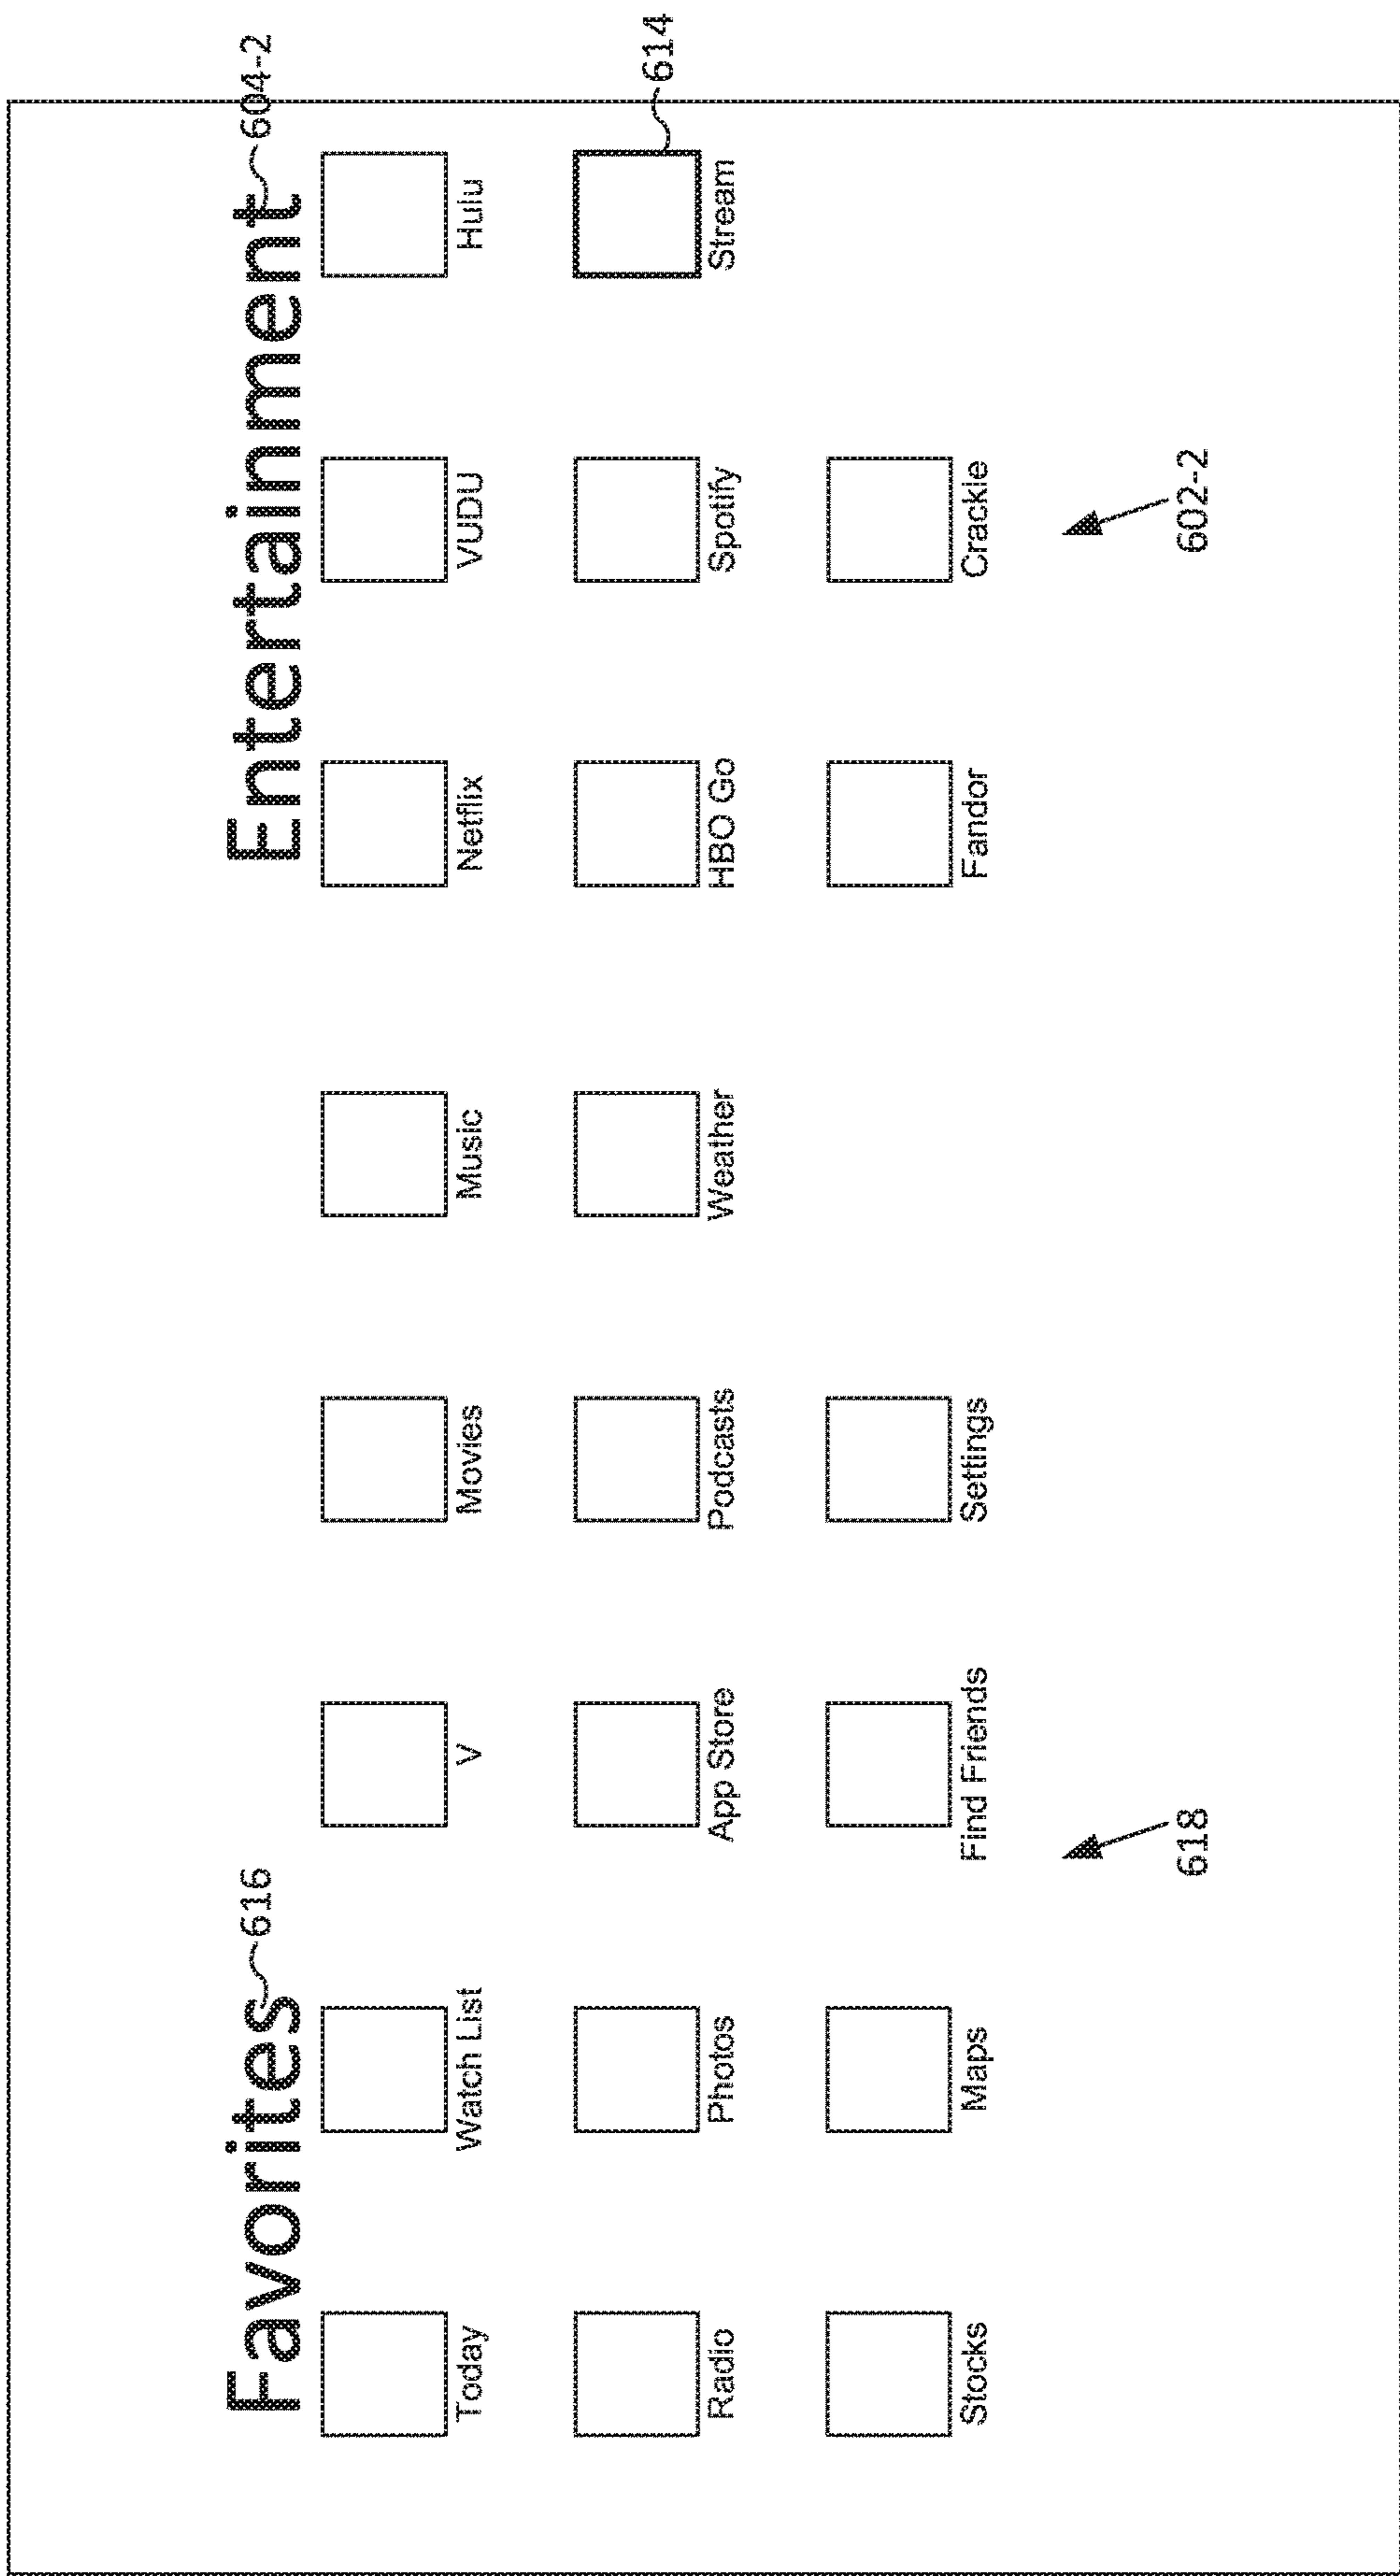 Favorites 616 Entertainment 604-2
Today Watch List V Movies Music Netflix VUDU Hulu
614
Radio Photos App Store Podcasts Weather HBO Go Spotify Stream
Stocks Maps Find Friends Settings Fandor Crackle
618 602-2